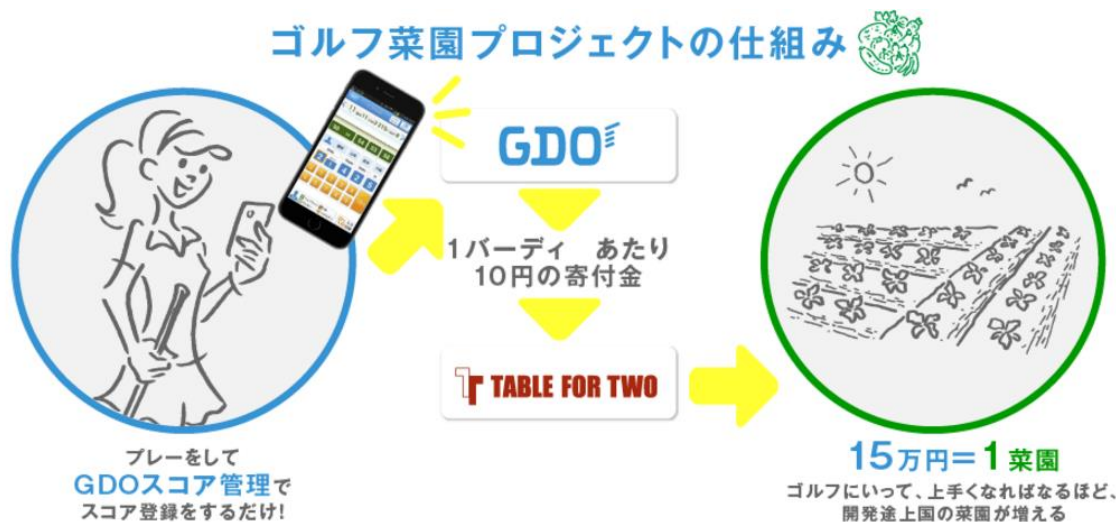 ゴルフ菜園プロジェクトの仕組み
GDO
1バーディ　あたり
10円の寄付金
TABLE FOR TWO
プレーをして
GDOスコア管理で
スコア登録をするだけ!
15万円=1菜園
ゴルフにいって、上手くなればなるほど、
開発途上国の菜園が増える